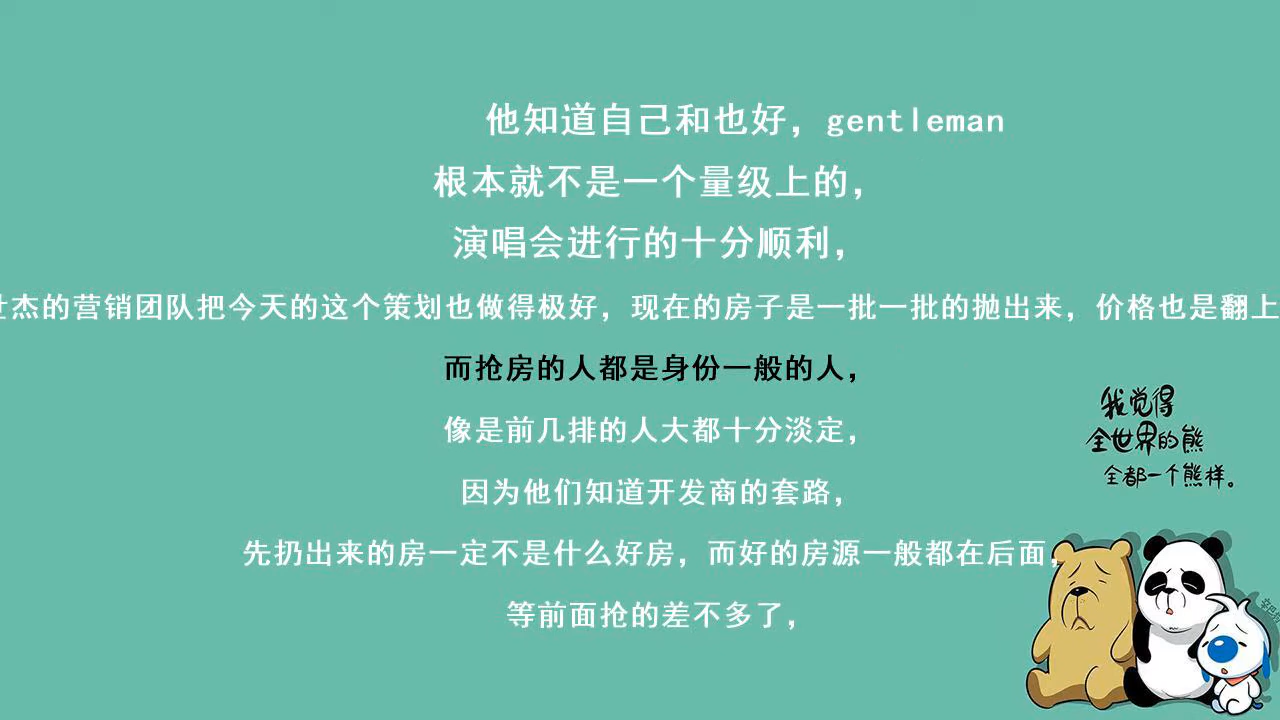 他知道自己和也好，gentleman
根本就不是一个量级上的，
演唱会进行的十分顺利，
杰的营销团队把今天的这个策划也做得极好，现在的房子是一批一批的抛出来，价格也是翻上
而抢房的人都是身份一般的人，
像是前几排的人大都十分淡定，
因为他们知道开发商的套路，
先扔出来的房一定不是什么好房，而好的房源一般都在后面，
等前面抢的差不多了，
我觉得
全世界的熊
全都一个熊样。